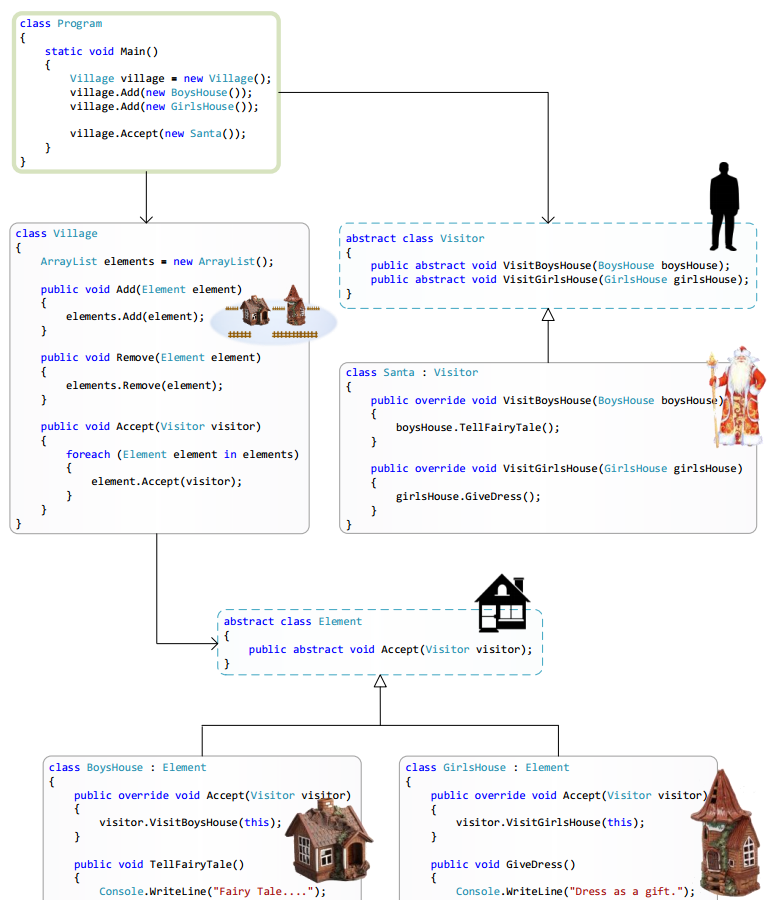 class Program
{
    static void Main()
    {
        Village village = new Village();
        village.Add(new BoysHouse());
        village.Add(new GirlsHouse());
        village.Accept(new Santa());
    }
}
class Village
{
    ArrayList elements = new ArrayList();
    public void Add(Element element)
    {
        elements.Add(element);
    }
    public void Remove(Element element)
    {
        elements.Remove(element);
    }
    public void Accept(Visitor visitor)
    {
        foreach (Element element in elements)
        {
            element.Accept(visitor);
        }
    }
}
abstract class Visitor
{
    public abstract void VisitBoysHouse(BoysHouse boysHouse);
    public abstract void VisitGirlsHouse(GirlsHouse girlsHouse);
}
class Santa : Visitor
{
    public override void VisitBoysHouse(BoysHouse boysHouse)
    {
        boysHouse.TellFairyTale();
    }
    public override void VisitGirlsHouse(GirlsHouse girlsHouse)
    {
        girlsHouse.GiveDress();
    }
}
abstract class Element
{
    public abstract void Accept(Visitor visitor);
}
class BoysHouse : Element
{
    public override void Accept(Visitor visitor)
    {
        visitor.VisitBoysHouse(this);
    }
    public void TellFairyTale()
    {
        Console.WriteLine("Fairy Tale....");
class GirlsHouse : Element
{
    public override void Accept(Visitor visitor)
    {
        visitor.VisitGirlsHouse(this);
    }
    public void GiveDress()
    {
        Console.WriteLine("Dress as a gift.");